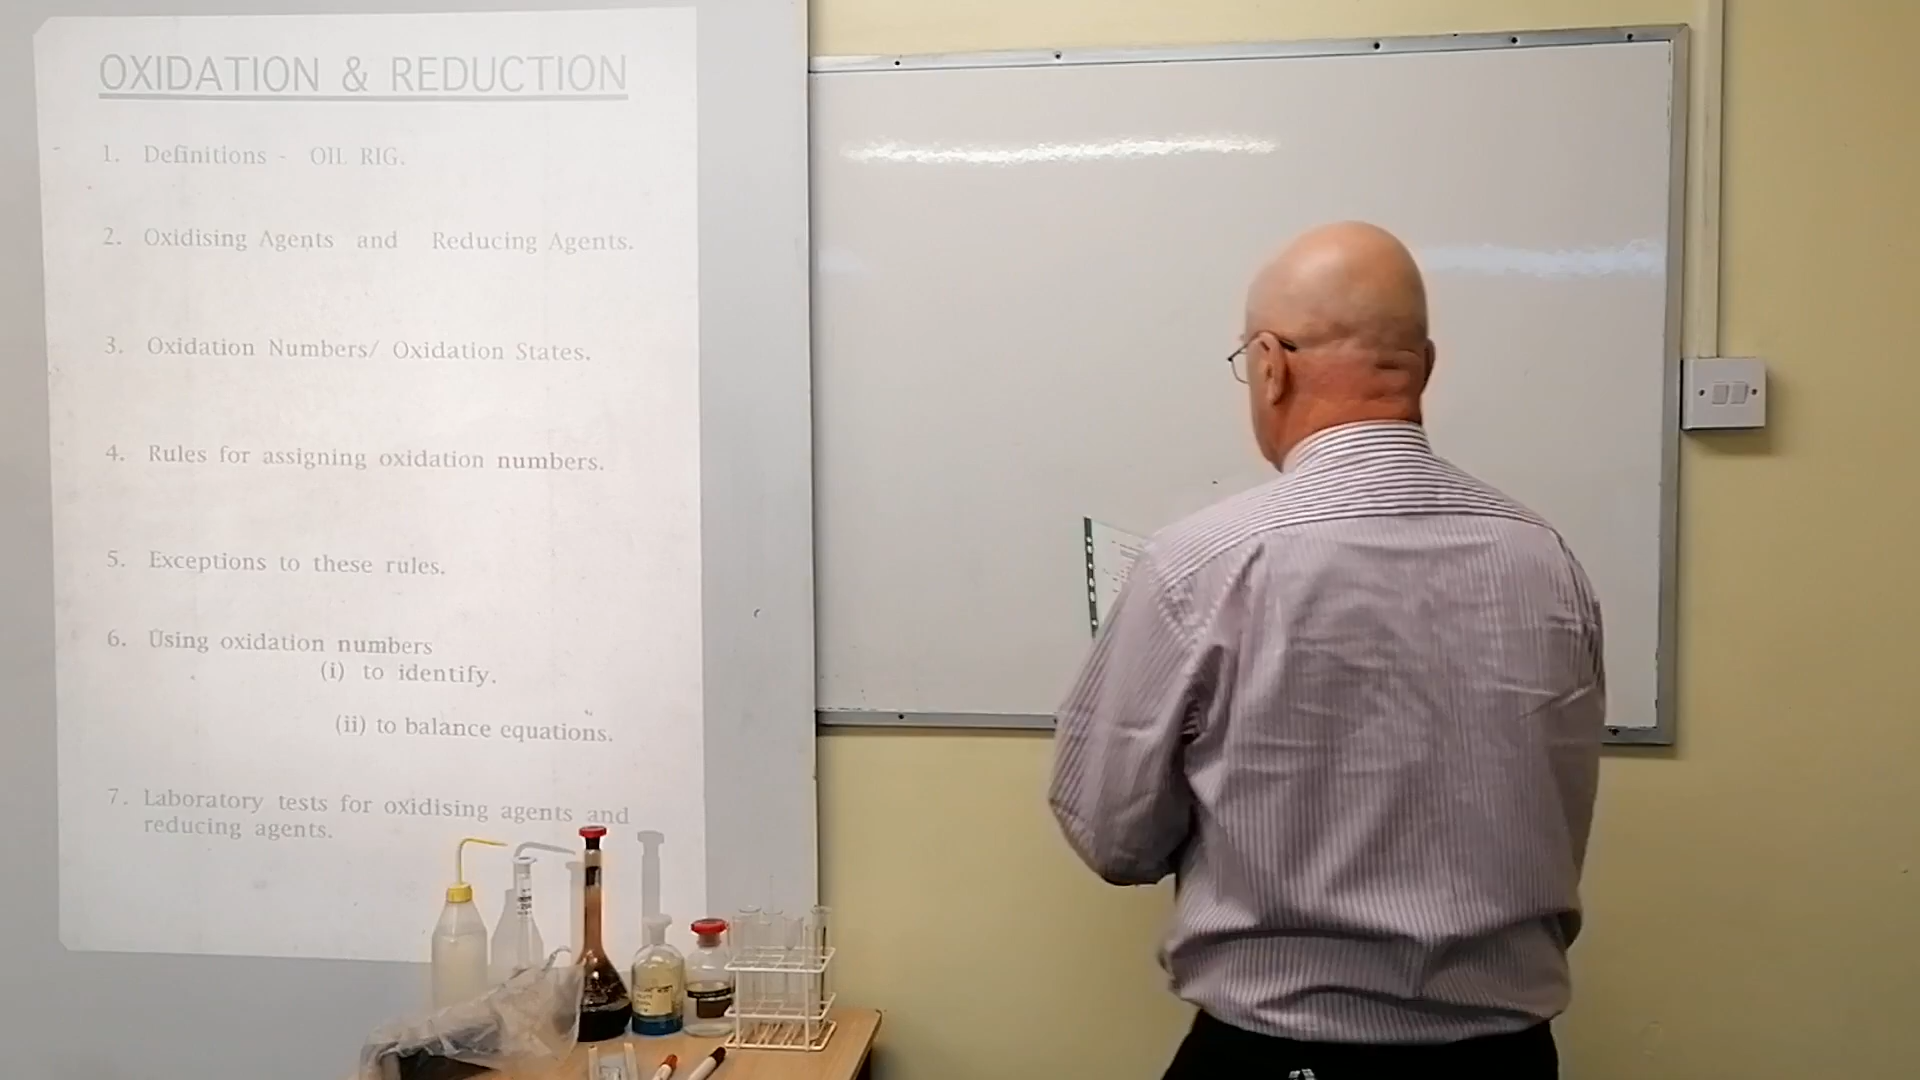 OXIDATION & REDUCTION
1. Definitions - OIL RIG.
2. Oxidising Agents and Reducing Agents.
3. Oxidation Numbers/ Oxidation States.
4. Rules for assigning oxidation numbers.
5. Exceptions to these rules.
6. Using oxidation numbers
(i) to identify.
(ii) to balance equations.
7. Laboratory tests for oxidising agents and
reducing agents.